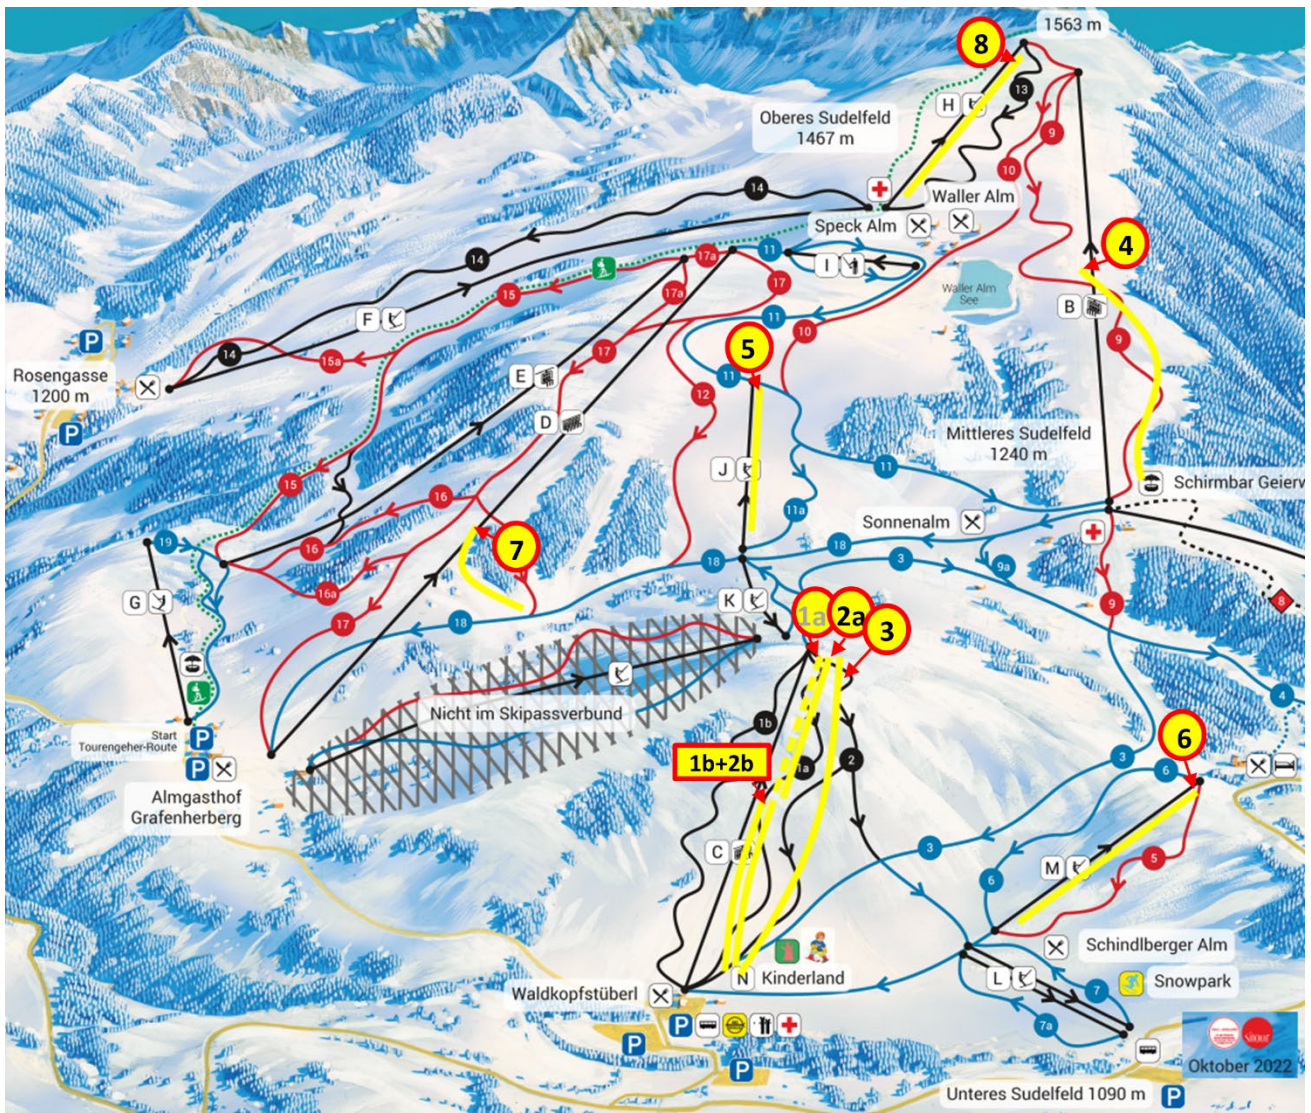 8
1563 m
13
H
Oberes Sudelfeld
1467 m
9
10
14
Waller Alm
Speck Alm
4
14
17a
11
I
17
17a
15
Waller Alm
See
B
F
11
10
9
P
14
15a
17
5
Rosengasse
1200 m
E
11
12
D
P
Mittleres Sudelfeld
1240 m
J
11
15
16
Schirmbar Geierw
11a
Sonnenalm
19
16
7
18
3
18
9a
16a
G
K
1a
2a
3
9
8
17
18
4
Nicht im Skipassverbund
1b
Start
Tourengeher-Route
P
6
P
1b+2b
1a
2
3
6
Almgasthof
Grafenherberg
C
3
M
5
6
Schindlberger Alm
N
Kinderland
L
Snowpark
Waldkopfstüberl
7
7a
P
P
sitour
Oktober 2022
P
Unteres Sudelfeld 1090 m
P